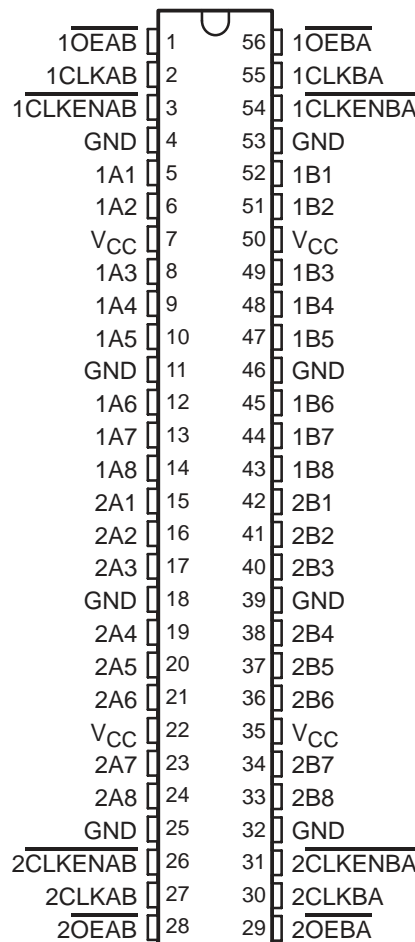 1OEAB 1 56 1OEBA
1CLKAB 2 55 1CLKBA
1CLKENAB 3 54 1CLKENBA
GND 4 53 GND
1A1 5 52 1B1
1A2 6 51 1B2
VCC 7 50 VCC
1A3 8 49 1B3
1A4 9 48 1B4
1A5 10 47 1B5
GND 11 46 GND
1A6 12 45 1B6
1A7 13 44 1B7
1A8 14 43 1B8
2A1 15 42 2B1
2A2 16 41 2B2
2A3 17 40 2B3
GND 18 39 GND
2A4 19 38 2B4
2A5 20 37 2B5
2A6 21 36 2B6
VCC 22 35 VCC
2A7 23 34 2B7
2A8 24 33 2B8
GND 25 32 GND
2CLKENAB 26 31 2CLKENBA
2CLKAB 27 30 2CLKBA
2OEAB 28 29 2OEBA